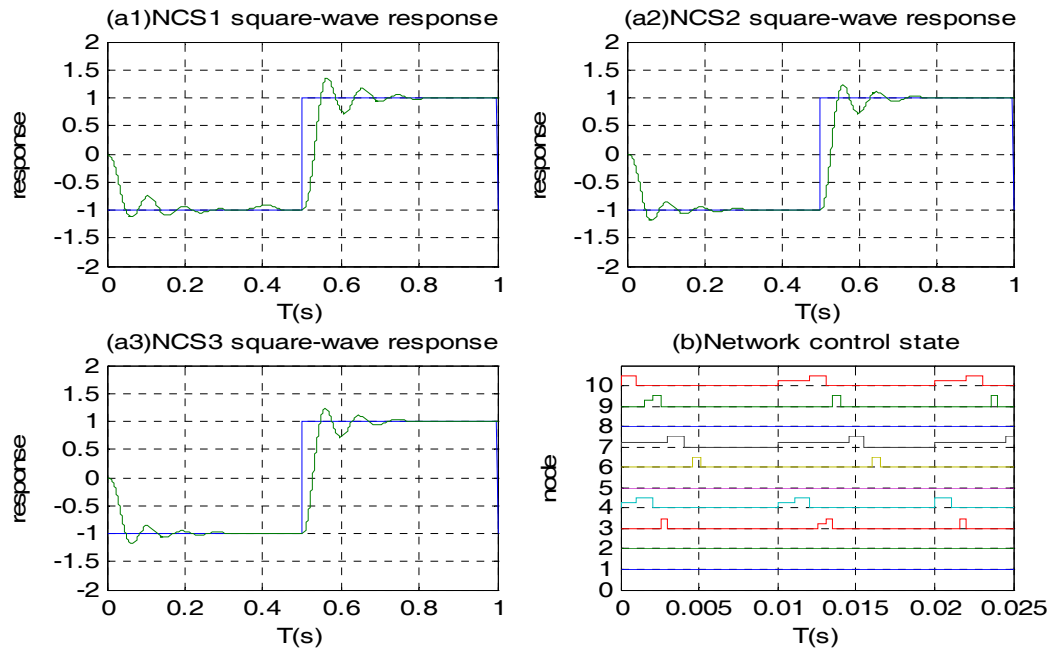 (a1)NCS1 square-wave response
2
1.5
1
0.5
0
-0.5
-1
-1.5
-2
response
0 0.2 0.4 0.6 0.8 1
T(s)
(a2)NCS2 square-wave response
2
1.5
1
0.5
0
-0.5
-1
-1.5
-2
response
0 0.2 0.4 0.6 0.8 1
T(s)
(a3)NCS3 square-wave response
2
1.5
1
0.5
0
-0.5
-1
-1.5
-2
response
0 0.2 0.4 0.6 0.8 1
T(s)
(b)Network control state
10
9
8
7
6
5
4
3
2
1
0
node
0 0.005 0.01 0.015 0.02 0.025
T(s)